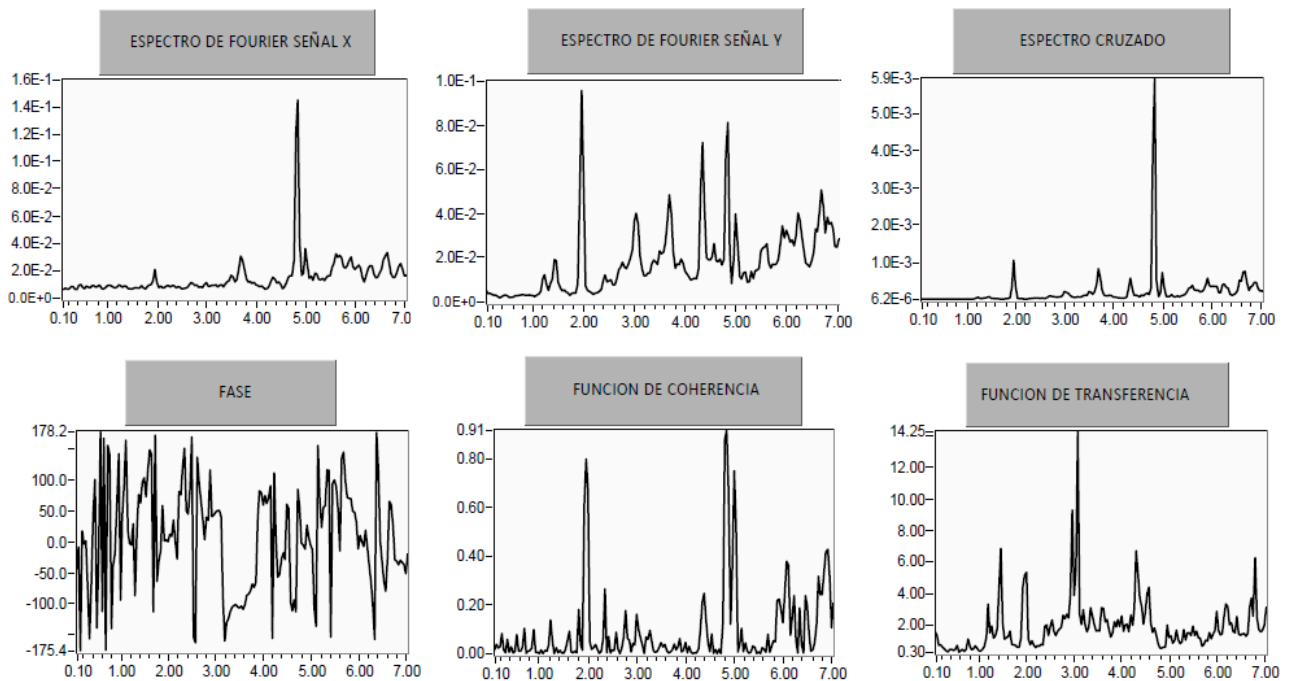 ESPECTRO DE FOURIER SEÑAL X
1.6E-1
1.4E-1
1.2E-1
1.0E-1
8.0E-2
6.0E-2
4.0E-2
2.0E-2
0.0E+0
0.10 1.00 2.00 3.00 4.00 5.00 6.00 7.00
ESPECTRO DE FOURIER SEÑAL Y
1.0E-1
8.0E-2
6.0E-2
4.0E-2
2.0E-2
0.0E+0
0.10 1.00 2.00 3.00 4.00 5.00 6.00 7.00
ESPECTRO CRUZADO
5.9E-3
5.0E-3
4.0E-3
3.0E-3
2.0E-3
1.0E-3
6.2E-6
0.10 1.00 2.00 3.00 4.00 5.00 6.00 7.00
FASE
178.2
100.0
50.0
0.0
-50.0
-100.0
-175.4
0.10 1.00 2.00 3.00 4.00 5.00 6.00 7.00
FUNCION DE COHERENCIA
0.91
0.80
0.60
0.40
0.20
0.00
0.10 1.00 2.00 3.00 4.00 5.00 6.00 7.00
FUNCION DE TRANSFERENCIA
14.25
12.00
10.00
8.00
6.00
4.00
2.00
0.30
0.10 1.00 2.00 3.00 4.00 5.00 6.00 7.00